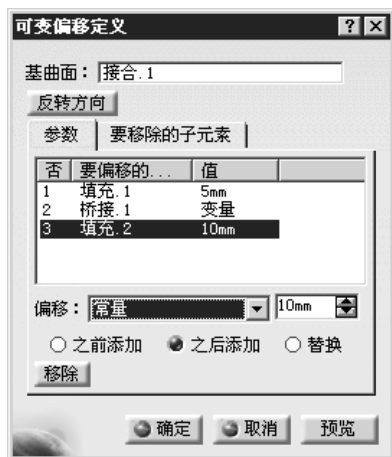 可变偏移定义
基曲面： 接合.1
反转方向
参数 要移除的子元素
否 要偏移的... 值
1 填充.1 5mm
2 桥接.1 变量
3 填充.2 10mm
偏移： 常量 10mm
之前添加 之后添加 替换
移除
确定 取消 预览